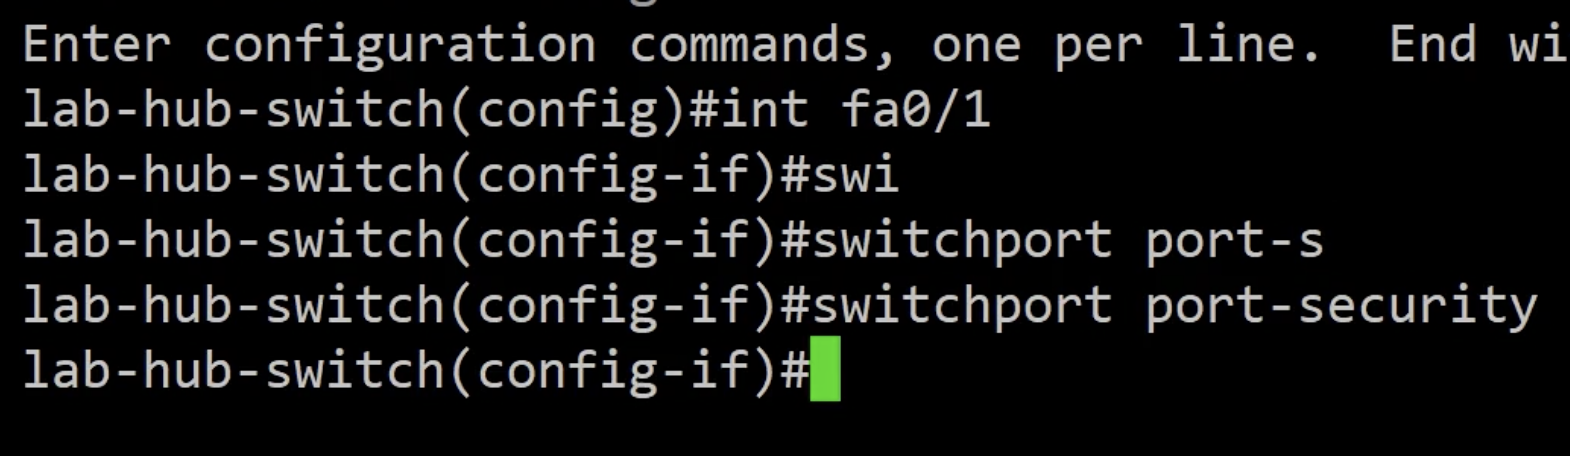 Enter configuration commands, one per line.  End wi
lab-hub-switch(config)#int fa0/1
lab-hub-switch(config-if)#swi
lab-hub-switch(config-if)#switchport port-s
lab-hub-switch(config-if)#switchport port-security
lab-hub-switch(config-if)#